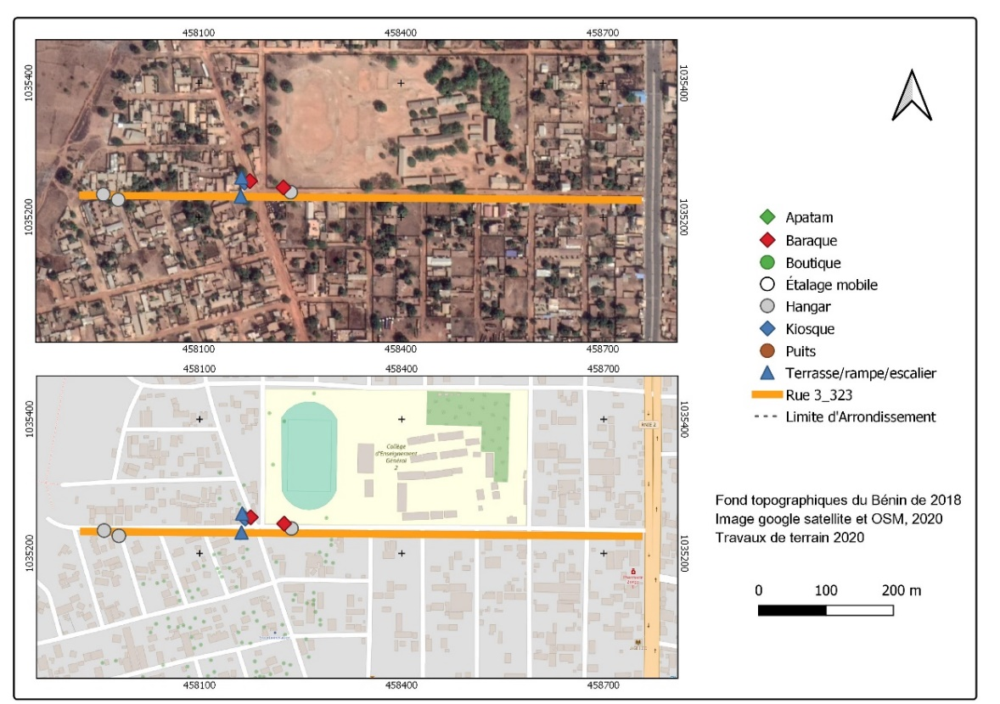 458100 458400 458700
1035400 1035400
1035200 1035200
458100 458400 458700
458100 458400 458700
1035400 1035400
1035200 1035200
458100 458400 458700
RNIE 2
Collège
d'Enseignement
Général
2
Apatam
Baraque
Boutique
Étalage mobile
Hangar
Kiosque
Puits
Terrasse/rampe/escalier
Rue 3_323
Limite d'Arrondissement
Fond topographiques du Bénin de 2018
Image google satellite et OSM, 2020
Travaux de terrain 2020
0 100 200 m